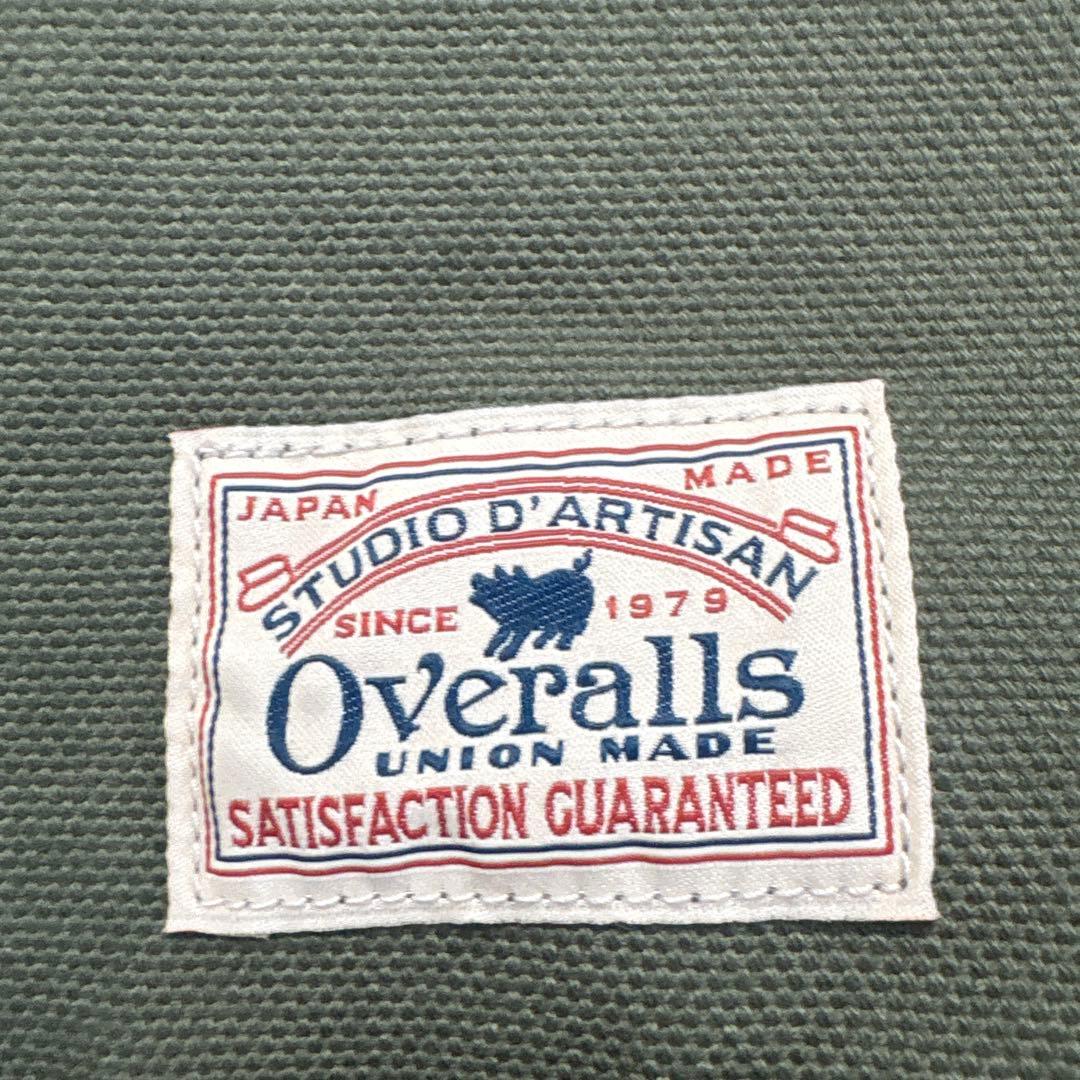 JAPAN MADE
STUDIO D'ARTISAN
SINCE 1979
Overalls
UNION MADE
SATISFACTION GUARANTEED